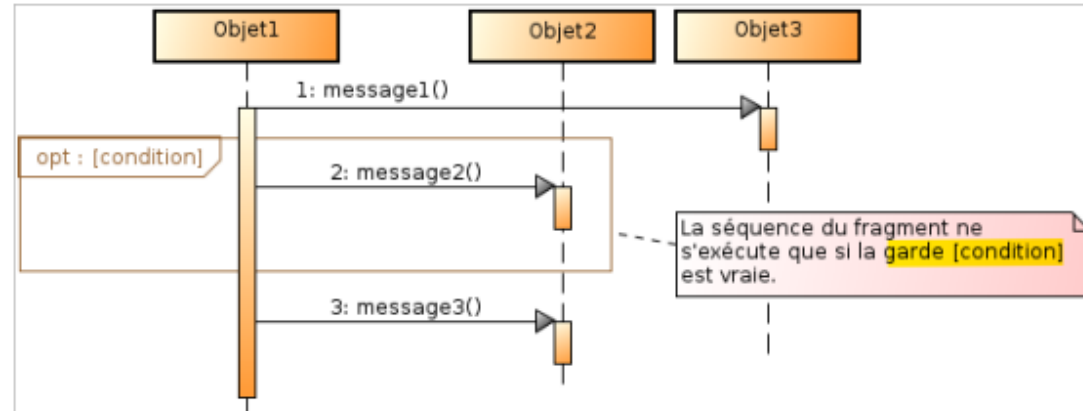 Objet1
Objet2
Objet3
1: message1()
opt : [condition]
2: message2()
La séquence du fragment ne
s'exécute que si la garde [condition]
est vraie.
3: message3()